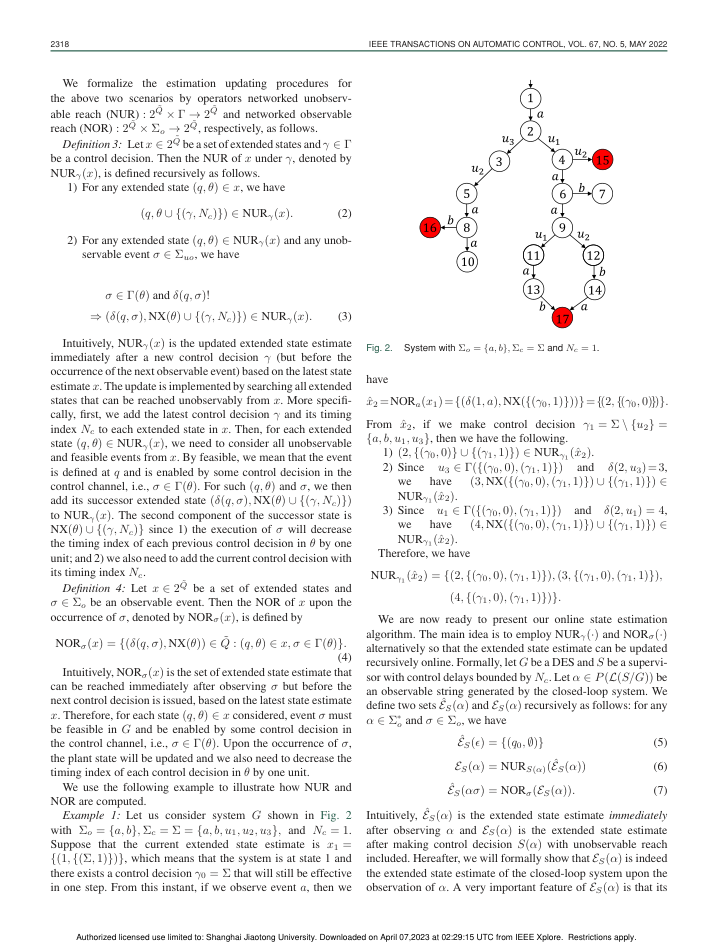 2318
IEEE TRANSACTIONS ON AUTOMATIC CONTROL, VOL. 67, NO. 5, MAY 2022
We formalize the estimation updating procedures for
the above two scenarios by operators networked unobserv-
able reach (NUR) : 2^Q̃ × Γ → 2^Q̃ and networked observable
reach (NOR) : 2^Q̃ × Σ_o → 2^Q̃, respectively, as follows.
Definition 3: Let x ∈ 2^Q̃ be a set of extended states and γ ∈ Γ
be a control decision. Then the NUR of x under γ, denoted by
NUR_γ(x), is defined recursively as follows.
1) For any extended state (q, θ) ∈ x, we have
(q, θ ∪ {(γ, N_c)}) ∈ NUR_γ(x). (2)
2) For any extended state (q, θ) ∈ NUR_γ(x) and any unob-
servable event σ ∈ Σ_uo, we have
σ ∈ Γ(θ) and δ(q, σ)!
⇒ (δ(q, σ), NX(θ) ∪ {(γ, N_c)}) ∈ NUR_γ(x). (3)
Intuitively, NUR_γ(x) is the updated extended state estimate
immediately after a new control decision γ (but before the
occurrence of the next observable event) based on the latest state
estimate x. The update is implemented by searching all extended
states that can be reached unobservably from x. More specifi-
cally, first, we add the latest control decision γ and its timing
index N_c to each extended state in x. Then, for each extended
state (q, θ) ∈ NUR_γ(x), we need to consider all unobservable
and feasible events from x. By feasible, we mean that the event
is defined at q and is enabled by some control decision in the
control channel, i.e., σ ∈ Γ(θ). For such (q, θ) and σ, we then
add its successor extended state (δ(q, σ), NX(θ ∪ {(γ, N_c)})
to NUR_γ(x). The second component of the successor state is
NX(θ) ∪ {(γ, N_c)} since 1) the execution of σ will decrease
the timing index of each previous control decision in θ by one
unit; and 2) we also need to add the current control decision with
its timing index N_c.
Definition 4: Let x ∈ 2^Q̃ be a set of extended states and
σ ∈ Σ_o be an observable event. Then the NOR of x upon the
occurrence of σ, denoted by NOR_σ(x), is defined by
NOR_σ(x) = {(δ(q, σ), NX(θ)) ∈ Q̃ : (q, θ) ∈ x, σ ∈ Γ(θ)}.
(4)
Intuitively, NOR_σ(x) is the set of extended state estimate that
can be reached immediately after observing σ but before the
next control decision is issued, based on the latest state estimate
x. Therefore, for each state (q, θ) ∈ x considered, event σ must
be feasible in G and be enabled by some control decision in
the control channel, i.e., σ ∈ Γ(θ). Upon the occurrence of σ,
the plant state will be updated and we also need to decrease the
timing index of each control decision in θ by one unit.
We use the following example to illustrate how NUR and
NOR are computed.
Example 1: Let us consider system G shown in Fig. 2
with Σ_o = {a, b}, Σ_c = Σ = {a, b, u_1, u_2, u_3}, and N_c = 1.
Suppose that the current extended state estimate is x_1 =
{(1, {(Σ, 1)})}, which means that the system is at state 1 and
there exists a control decision γ_0 = Σ that will still be effective
in one step. From this instant, if we observe event a, then we
1
a
2
u_3
u_1
3
4
u_2
15
u_2
a
5
6
b
7
a
a
16
b
8
9
a
u_1
u_2
10
11
12
a
b
13
14
b
a
17
Fig. 2. System with Σ_o = {a, b}, Σ_c = Σ and N_c = 1.
have
x̂_2 = NOR_a(x_1) = {(δ(1, a), NX({(γ_0, 1)}))} = {(2, {(γ_0, 0)})}.
From x̂_2, if we make control decision γ_1 = Σ \ {u_2} =
{a, b, u_1, u_3}, then we have the following.
1) (2, {(γ_0, 0)} ∪ {(γ_1, 1)}) ∈ NUR_γ_1(x̂_2).
2) Since u_3 ∈ Γ({(γ_0, 0), (γ_1, 1)}) and δ(2, u_3) = 3,
we have (3, NX({(γ_0, 0), (γ_1, 1)}) ∪ {(γ_1, 1)}) ∈
NUR_γ_1(x̂_2).
3) Since u_1 ∈ Γ({(γ_0, 0), (γ_1, 1)}) and δ(2, u_1) = 4,
we have (4, NX({(γ_0, 0), (γ_1, 1)}) ∪ {(γ_1, 1)}) ∈
NUR_γ_1(x̂_2).
Therefore, we have
NUR_γ_1(x̂_2) = {(2, {(γ_0, 0), (γ_1, 1)}), (3, {(γ_1, 0), (γ_1, 1)}),
(4, {(γ_1, 0), (γ_1, 1)})}.
We are now ready to present our online state estimation
algorithm. The main idea is to employ NUR_γ(·) and NOR_σ(·)
alternatively so that the extended state estimate can be updated
recursively online. Formally, let G be a DES and S be a supervi-
sor with control delays bounded by N_c. Let α ∈ P(L(S/G)) be
an observable string generated by the closed-loop system. We
define two sets Ê_S(α) and E_S(α) recursively as follows: for any
α ∈ Σ*_o and σ ∈ Σ_o, we have
Ê_S(ϵ) = {(q_0, ∅)} (5)
E_S(α) = NUR_S(α)(Ê_S(α)) (6)
Ê_S(ασ) = NOR_σ(E_S(α)). (7)
Intuitively, Ê_S(α) is the extended state estimate immediately
after observing α and E_S(α) is the extended state estimate
after making control decision S(α) with unobservable reach
included. Hereafter, we will formally show that E_S(α) is indeed
the extended state estimate of the closed-loop system upon the
observation of α. A very important feature of E_S(α) is that its
Authorized licensed use limited to: Shanghai Jiaotong University. Downloaded on April 07,2023 at 02:29:15 UTC from IEEE Xplore. Restrictions apply.